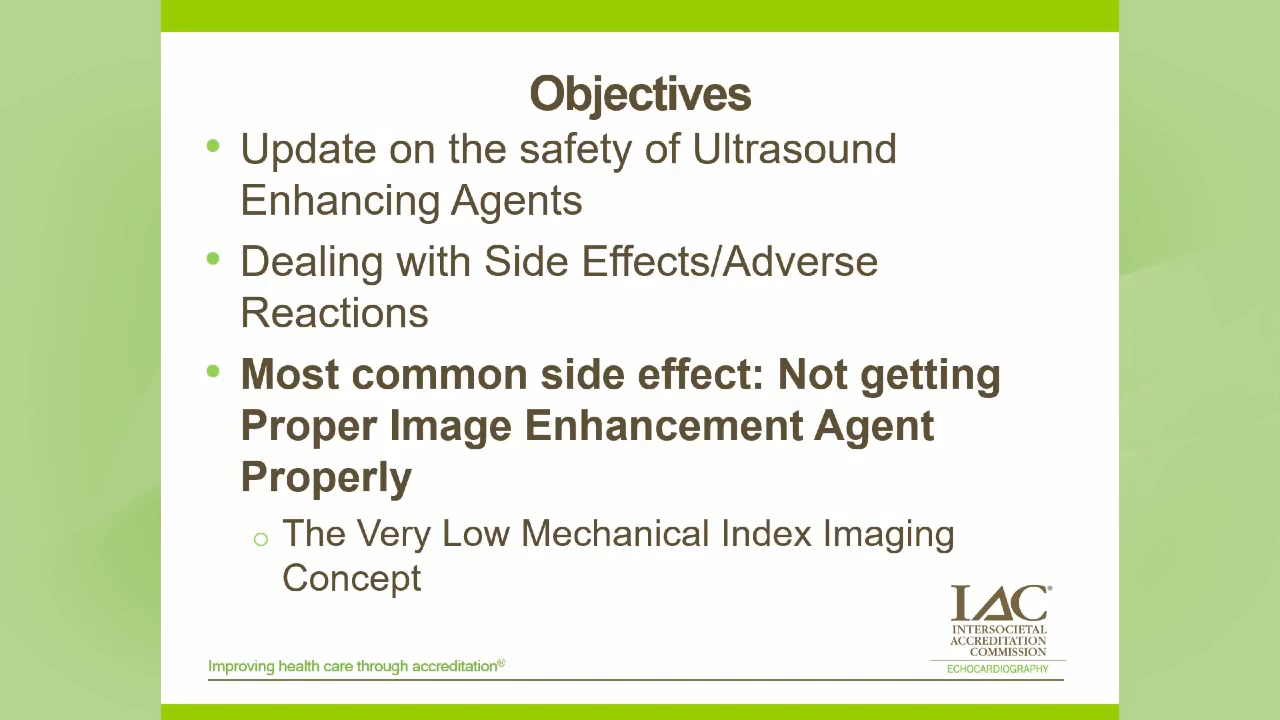 Objectives
• Update on the safety of Ultrasound
Enhancing Agents
• Dealing with Side Effects/Adverse
Reactions
• Most common side effect: Not getting
Proper Image Enhancement Agent
Properly
○ The Very Low Mechanical Index Imaging
Concept
IAC®
INTERSOCIETAL
ACCREDITATION
COMMISSION
ECHOCARDIOGRAPHY
Improving health care through accreditation®